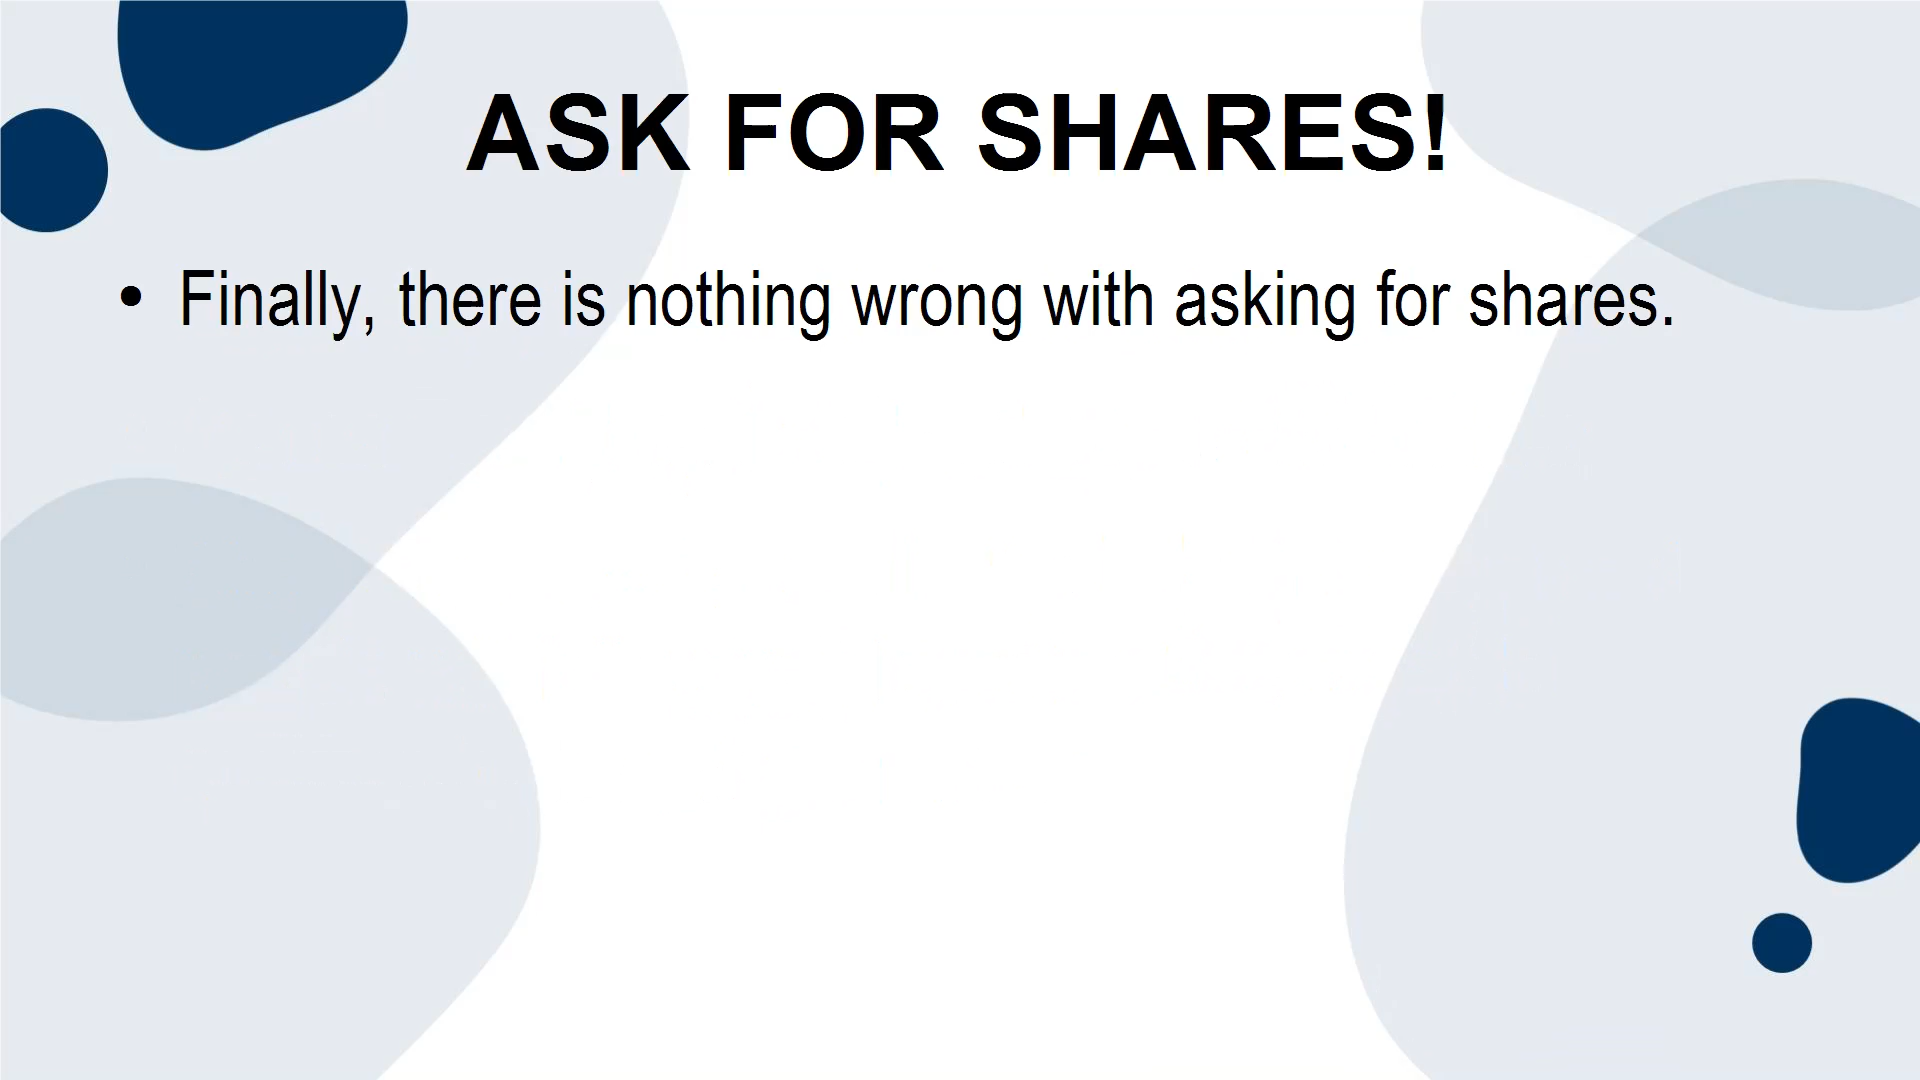 ASK FOR SHARES!
• Finally, there is nothing wrong with asking for shares.